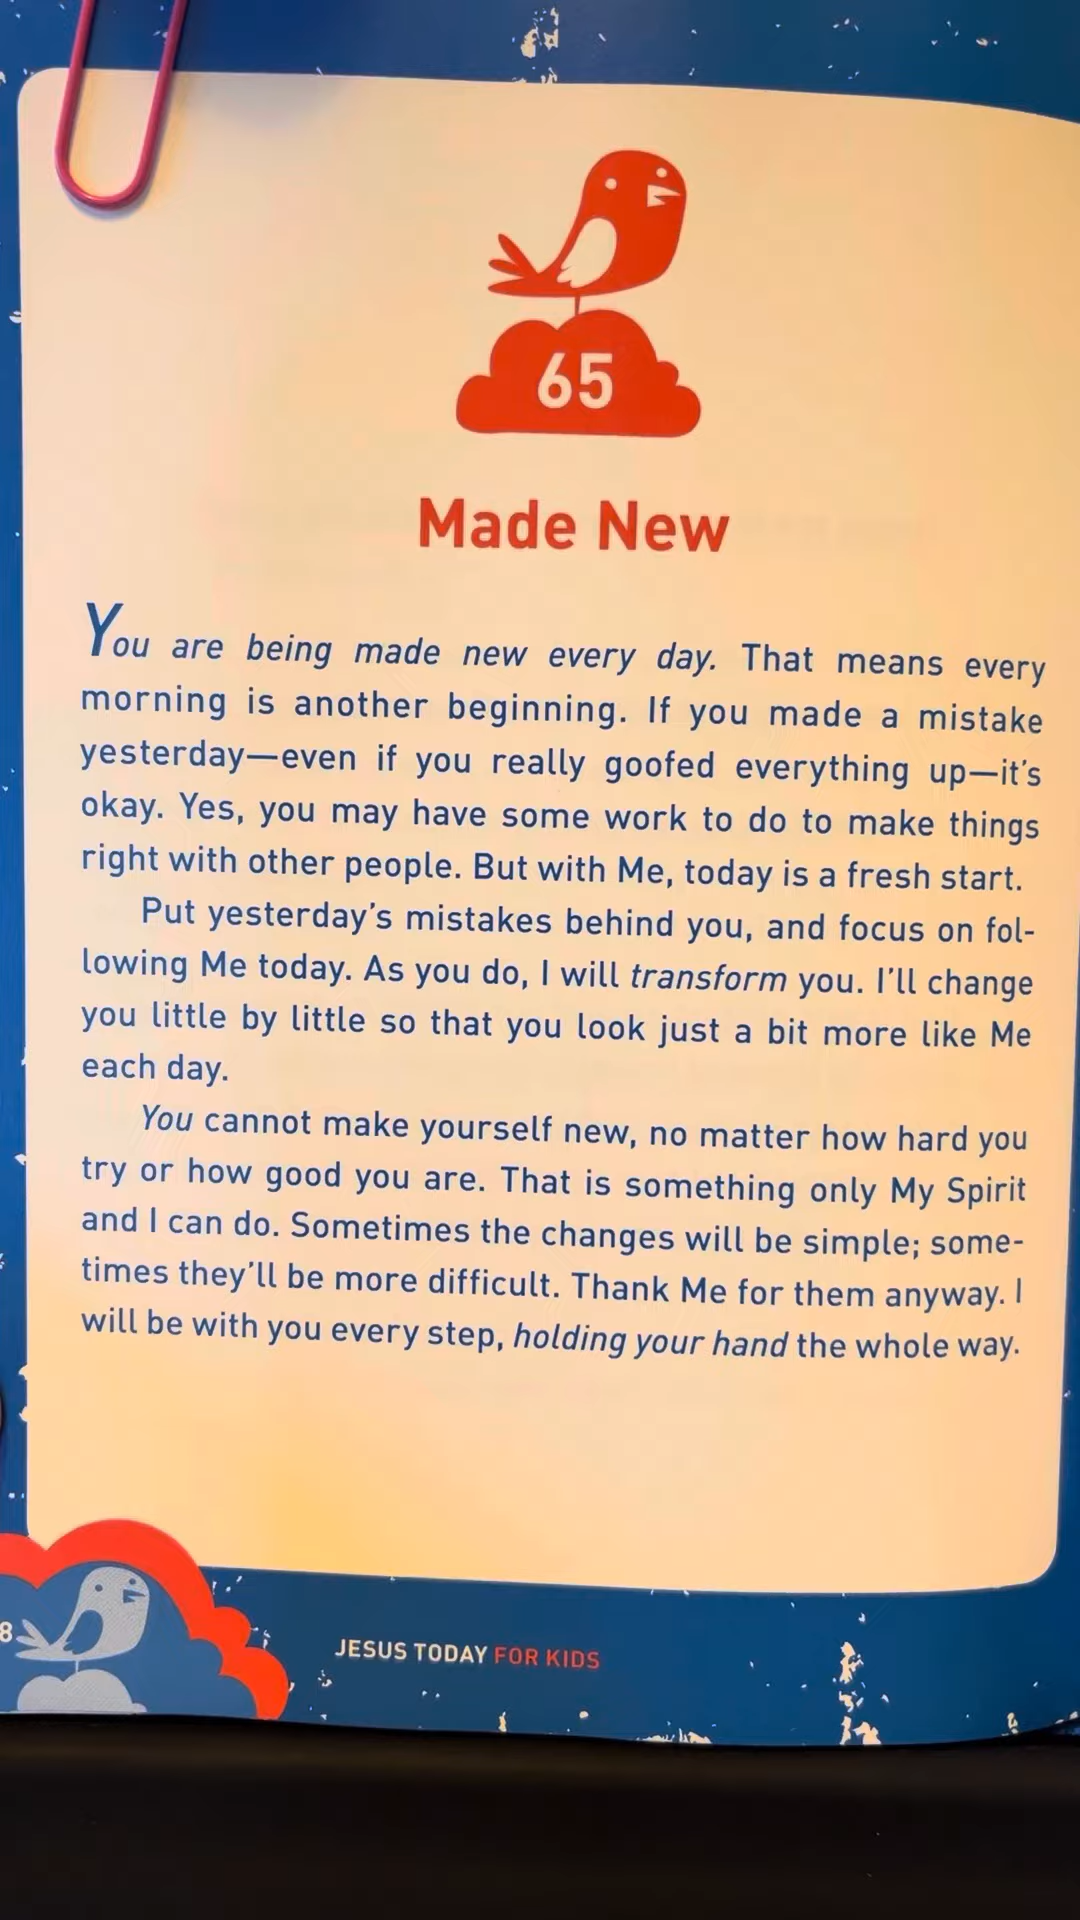 65
Made New
You are being made new every day. That means every
morning is another beginning. If you made a mistake
yesterday—even if you really goofed everything up—it's
okay. Yes, you may have some work to do to make things
right with other people. But with Me, today is a fresh start.
Put yesterday's mistakes behind you, and focus on fol-
lowing Me today. As you do, I will transform you. I'll change
you little by little so that you look just a bit more like Me
each day.
You cannot make yourself new, no matter how hard you
try or how good you are. That is something only My Spirit
and I can do. Sometimes the changes will be simple; some-
times they'll be more difficult. Thank Me for them anyway. I
will be with you every step, holding your hand the whole way.
8
JESUS TODAY FOR KIDS